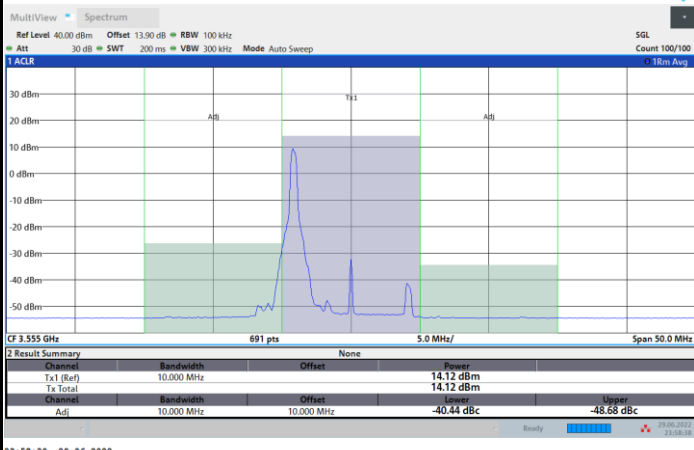 MultiView Spectrum
Ref Level 40.00 dBm Offset 13.90 dB RBW 100 kHz SGL
Att 30 dB SWT 200 ms VBW 300 kHz Mode Auto Sweep Count 100/100
1 ACLR 1Rm Avg
30 dBm
Tx1
20 dBm
Adj Adj
10 dBm
0 dBm
-10 dBm
-20 dBm
-30 dBm
-40 dBm
-50 dBm
CF 3.555 GHz 691 pts 5.0 MHz/ Span 50.0 MHz
2 Result Summary None
Channel Bandwidth Offset Power
Tx1 (Ref) 10.000 MHz 14.12 dBm
Tx Total 14.12 dBm
Channel Bandwidth Offset Lower Upper
Adj 10.000 MHz 10.000 MHz -40.44 dBc -48.68 dBc
Ready 29.06.2022
23:58:38